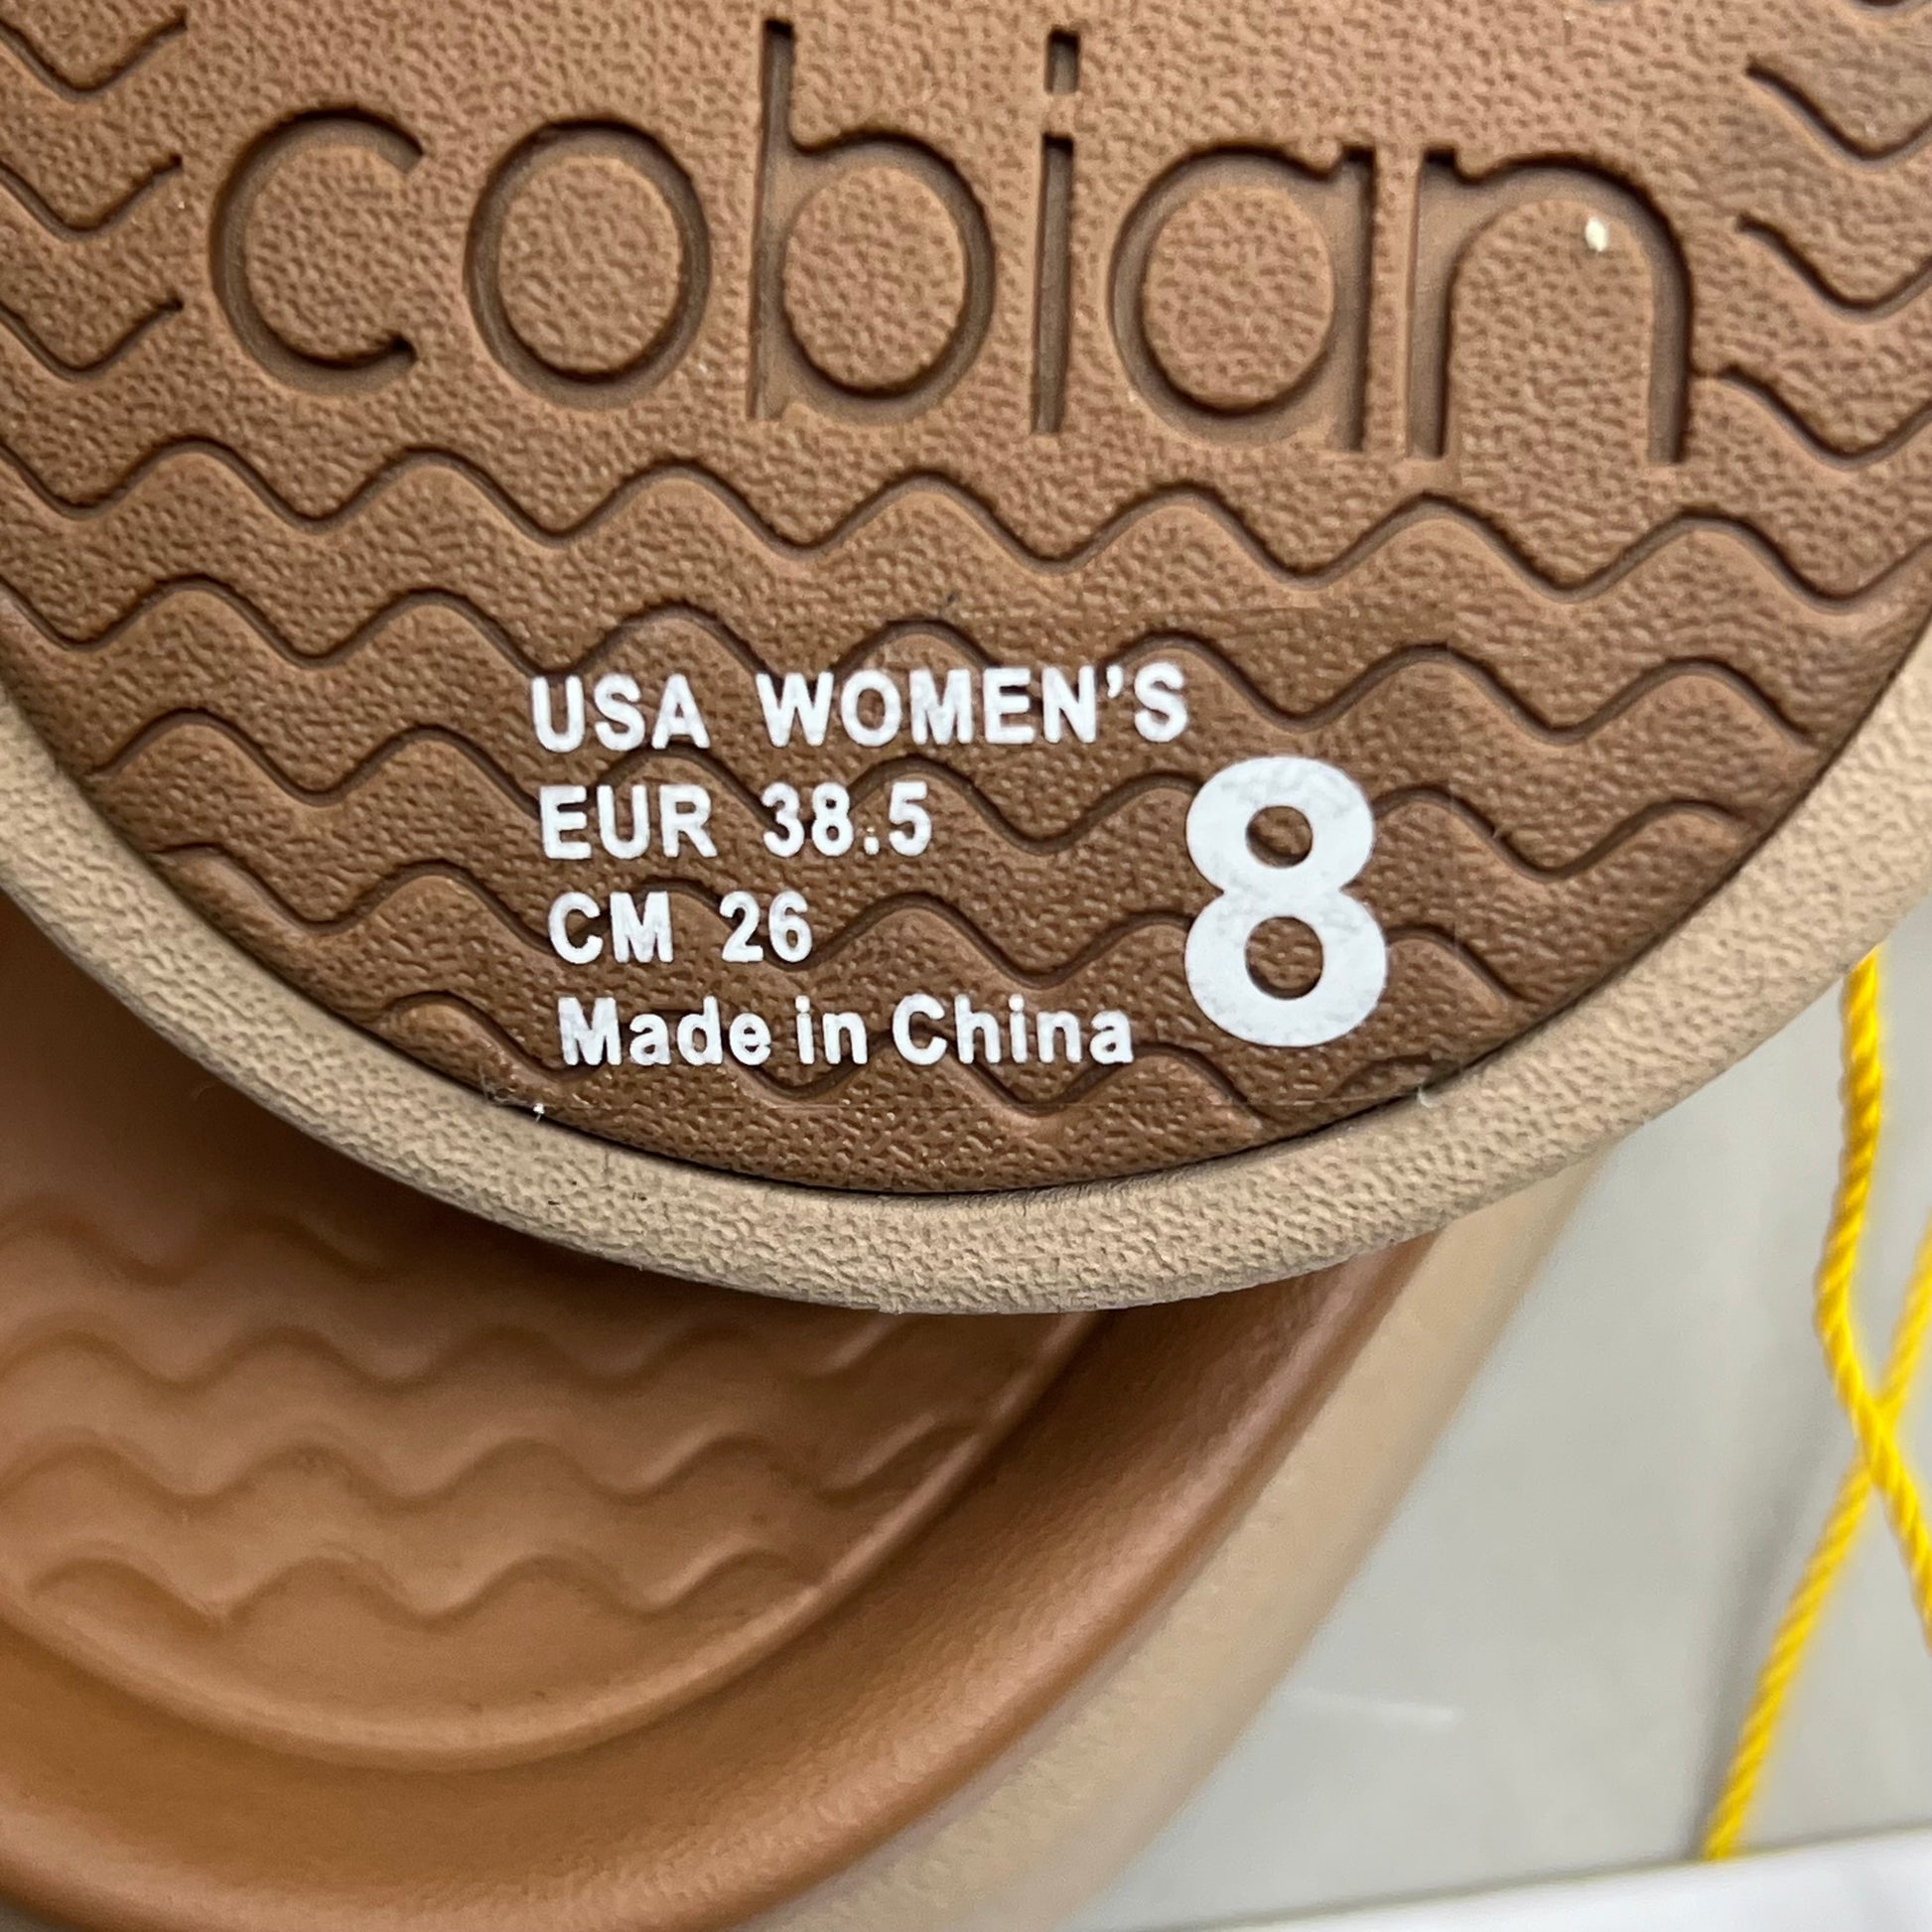 cobian
USA WOMEN'S
EUR 38.5
CM 26
Made in China
8